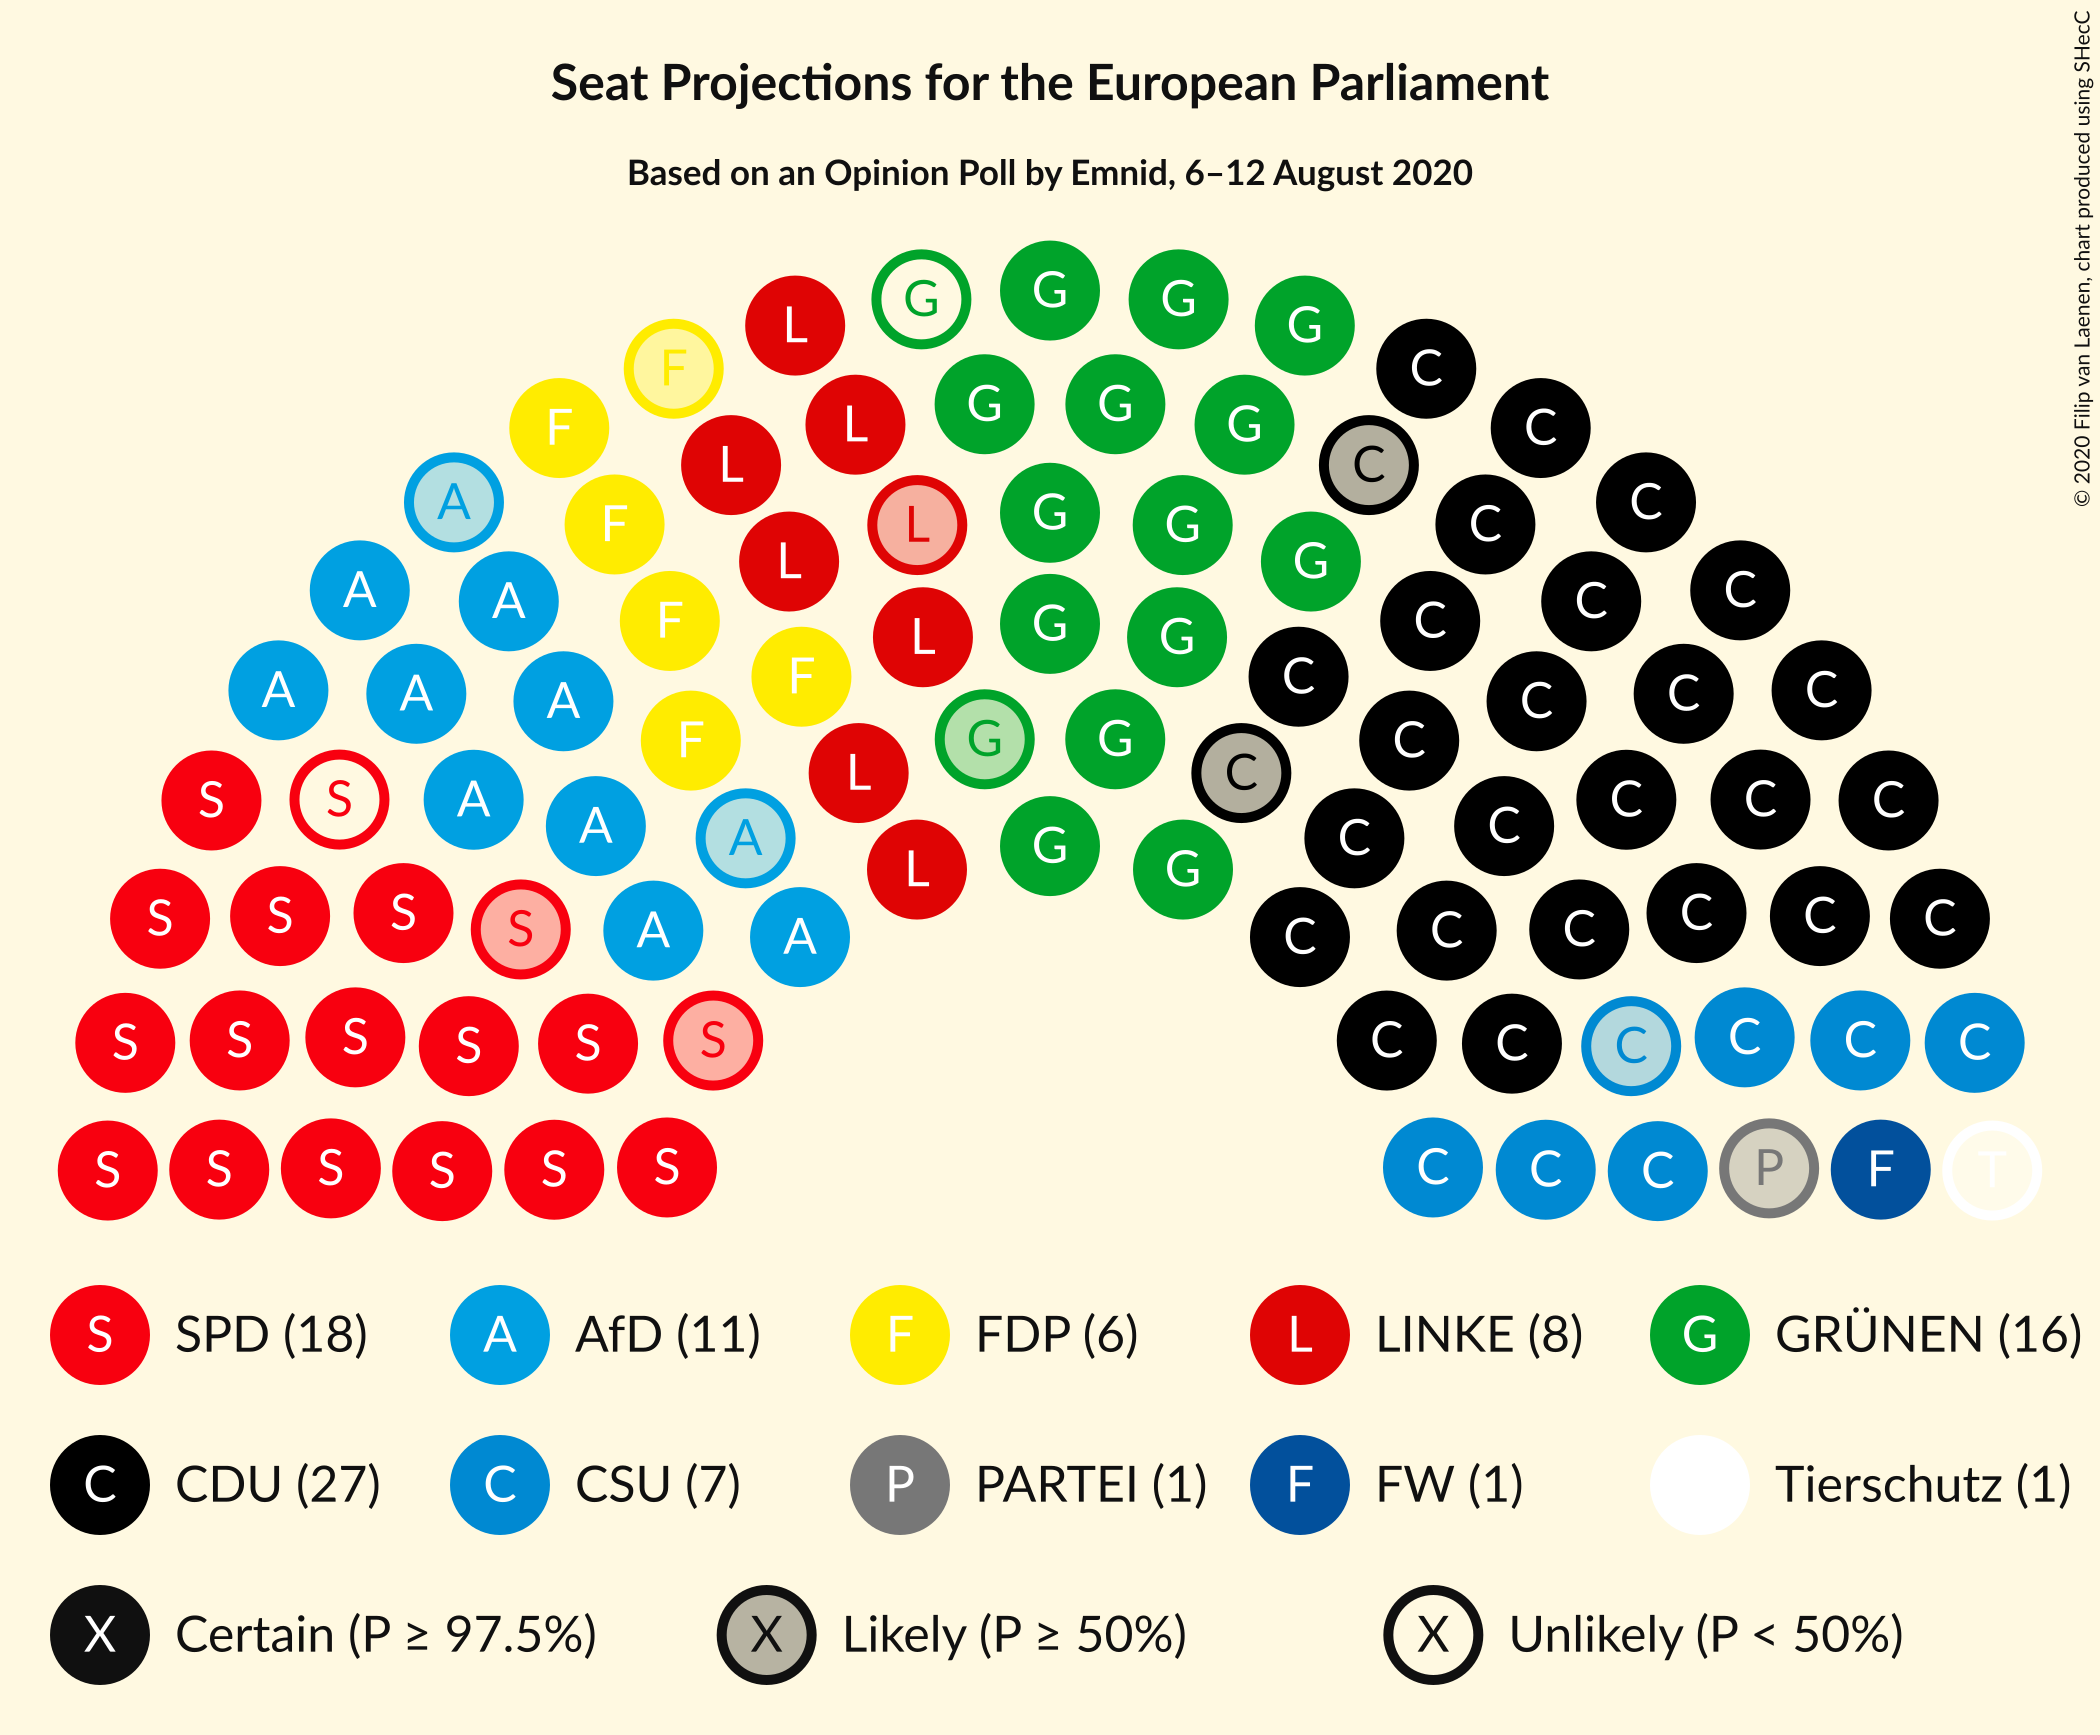 Seat Projections for the European Parliament
Based on an Opinion Poll by Emnid, 6–12 August 2020
© 2020 Filip van Laenen, chart produced using SHecC
G G G G
L C
F G G G C
F L C
L C
A F L G G G C C
A A F L G C C
F L G G C
A A A F C C C C
F G G C
S S A A A L C C C C C C
L G G
S S S S A A C C C C C C
S S S S S S C C C C C C
S S S S S S C C C P F T
S SPD (18) A AfD (11) F FDP (6) L LINKE (8) G GRÜNEN (16)
C CDU (27) C CSU (7) P PARTEI (1) F FW (1) Tierschutz (1)
X Certain (P ≥ 97.5%) X Likely (P ≥ 50%) X Unlikely (P < 50%)